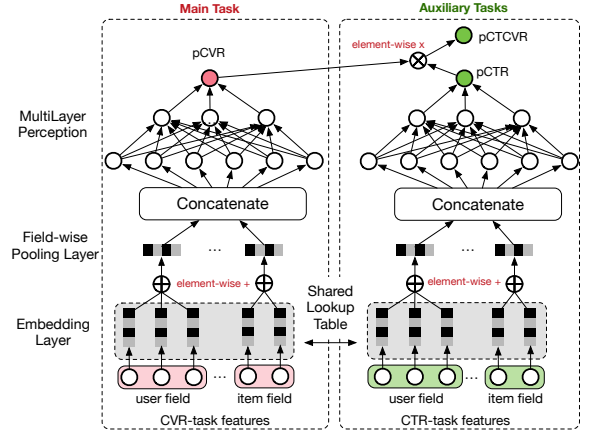 Main Task
Auxiliary Tasks
pCTCVR
element-wise x
pCVR
pCTR
MultiLayer
Perception
Concatenate
Concatenate
Field-wise
Pooling Layer
...
...
element-wise +
element-wise +
Shared
Lookup
Table
Embedding
Layer
...
...
user field
item field
user field
item field
CVR-task features
CTR-task features